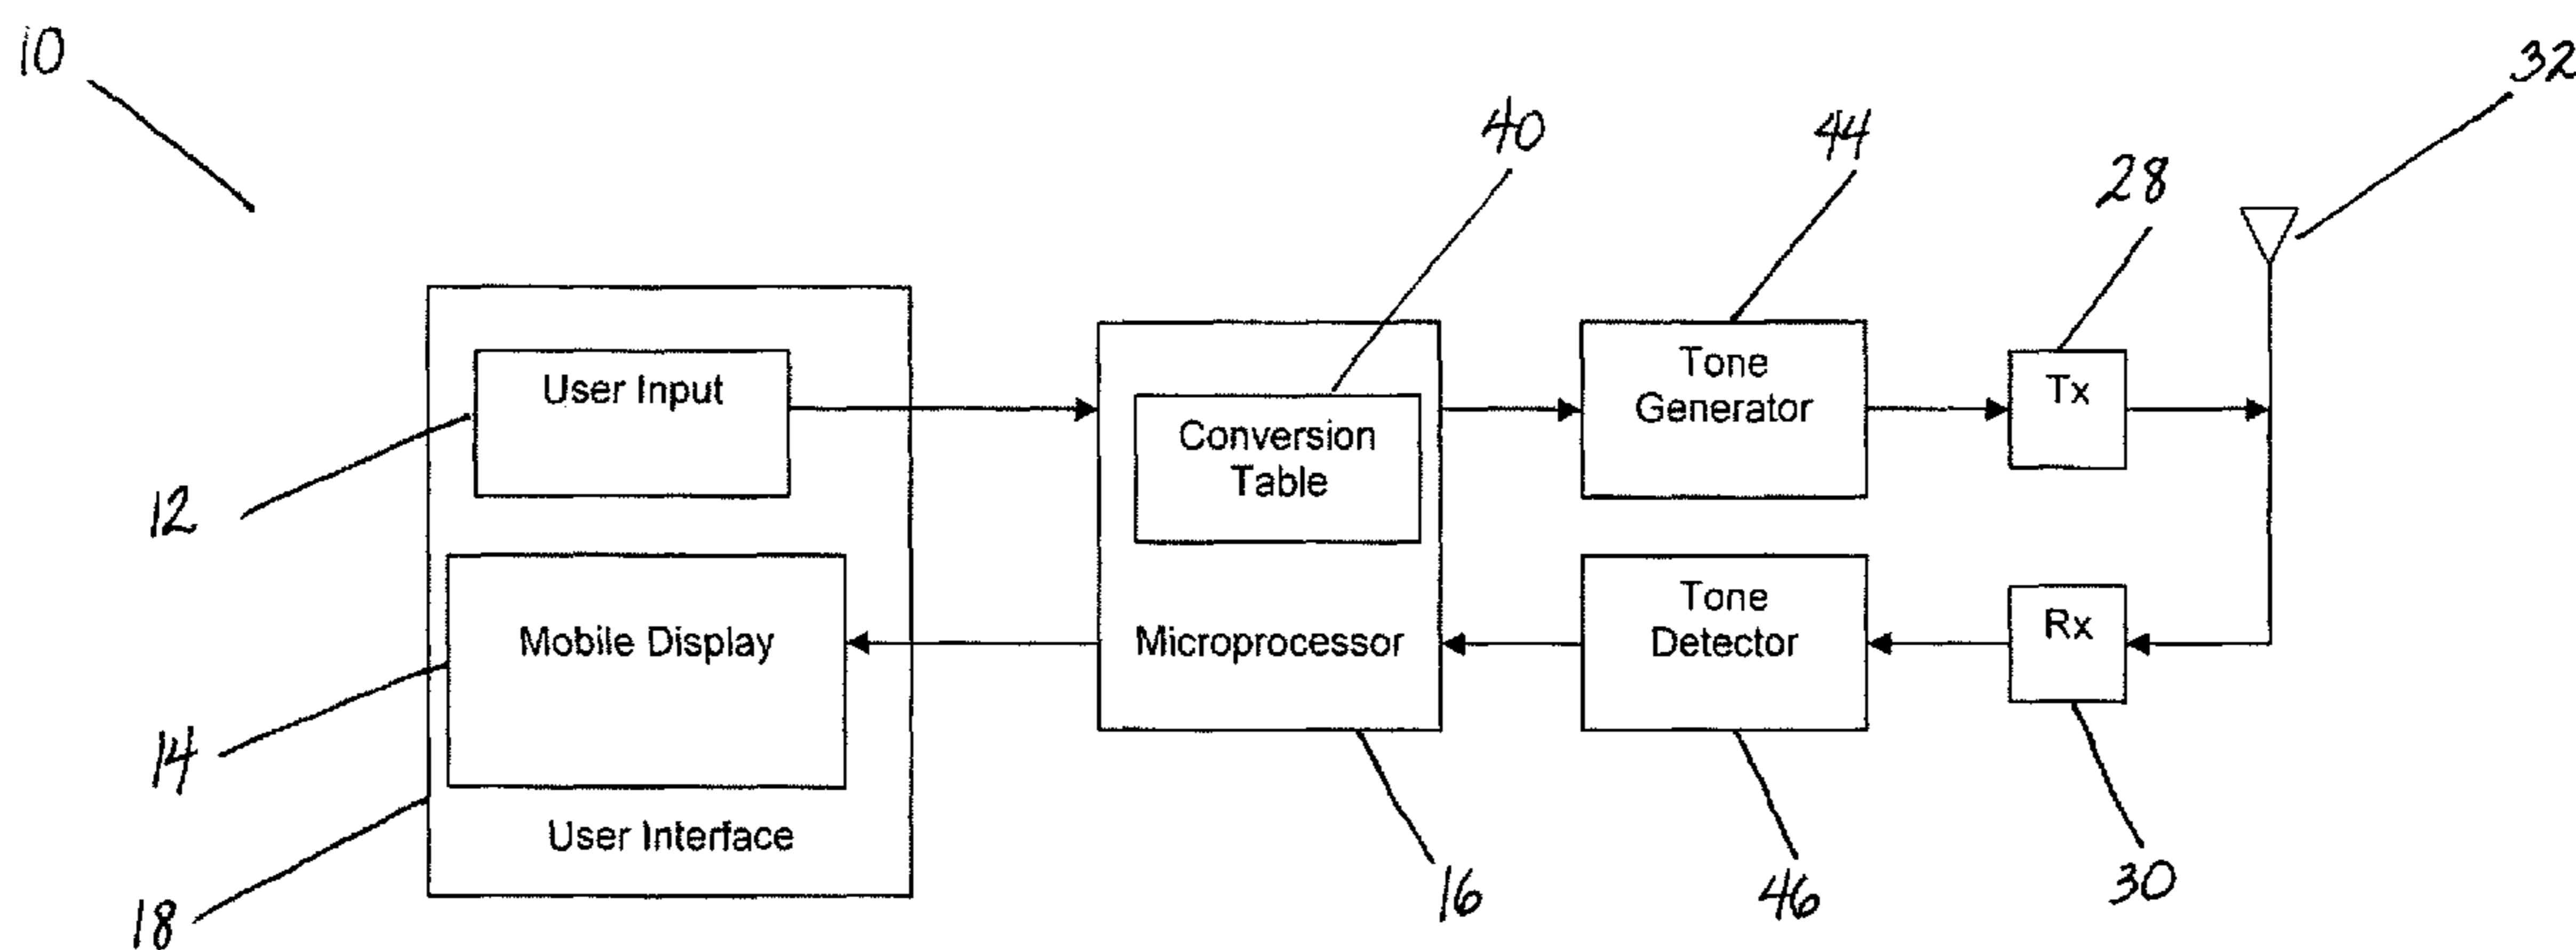 10
32
40
44
28
User Input
Tone
Generator
Tx
Conversion
Table
12
Mobile Display
Microprocessor
Tone
Detector
Rx
14
User Interface
18
16
46
30